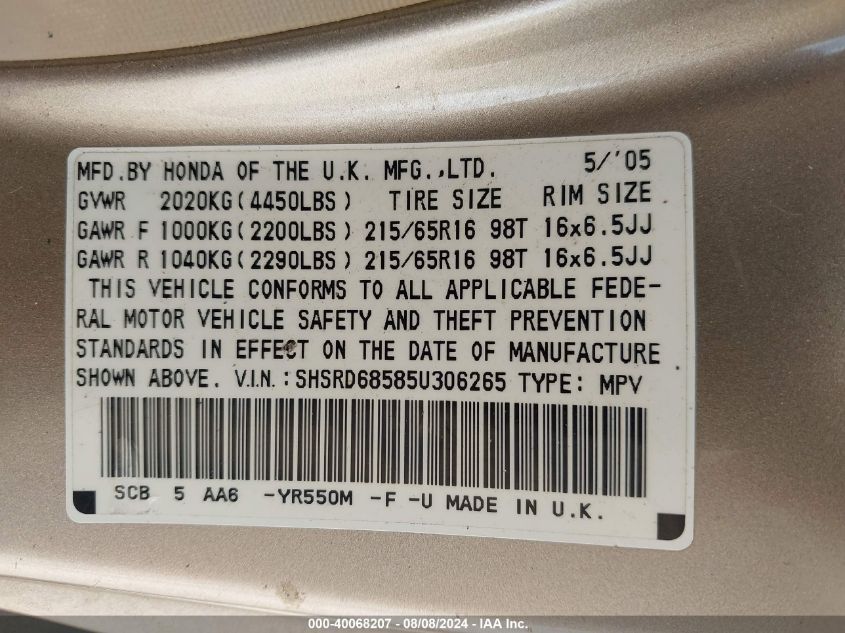 MFD.BY HONDA OF THE U.K. MFG.,LTD. 5/'05
GVWR 2020KG(4450LBS) TIRE SIZE RIM SIZE
GAWR F 1000KG(2200LBS) 215/65R16 98T 16x6.5JJ
GAWR R 1040KG(2290LBS) 215/65R16 98T 16x6.5JJ
THIS VEHICLE CONFORMS TO ALL APPLICABLE FEDE-
RAL MOTOR VEHICLE SAFETY AND THEFT PREVENTION
STANDARDS IN EFFECT ON THE DATE OF MANUFACTURE
SHOWN ABOVE. V.I.N.:SHSRD68585U306265 TYPE: MPV
SCB 5 AA6 -YR550M -F -U MADE IN U.K.
000-40068207 - 08/08/2024 - IAA Inc.